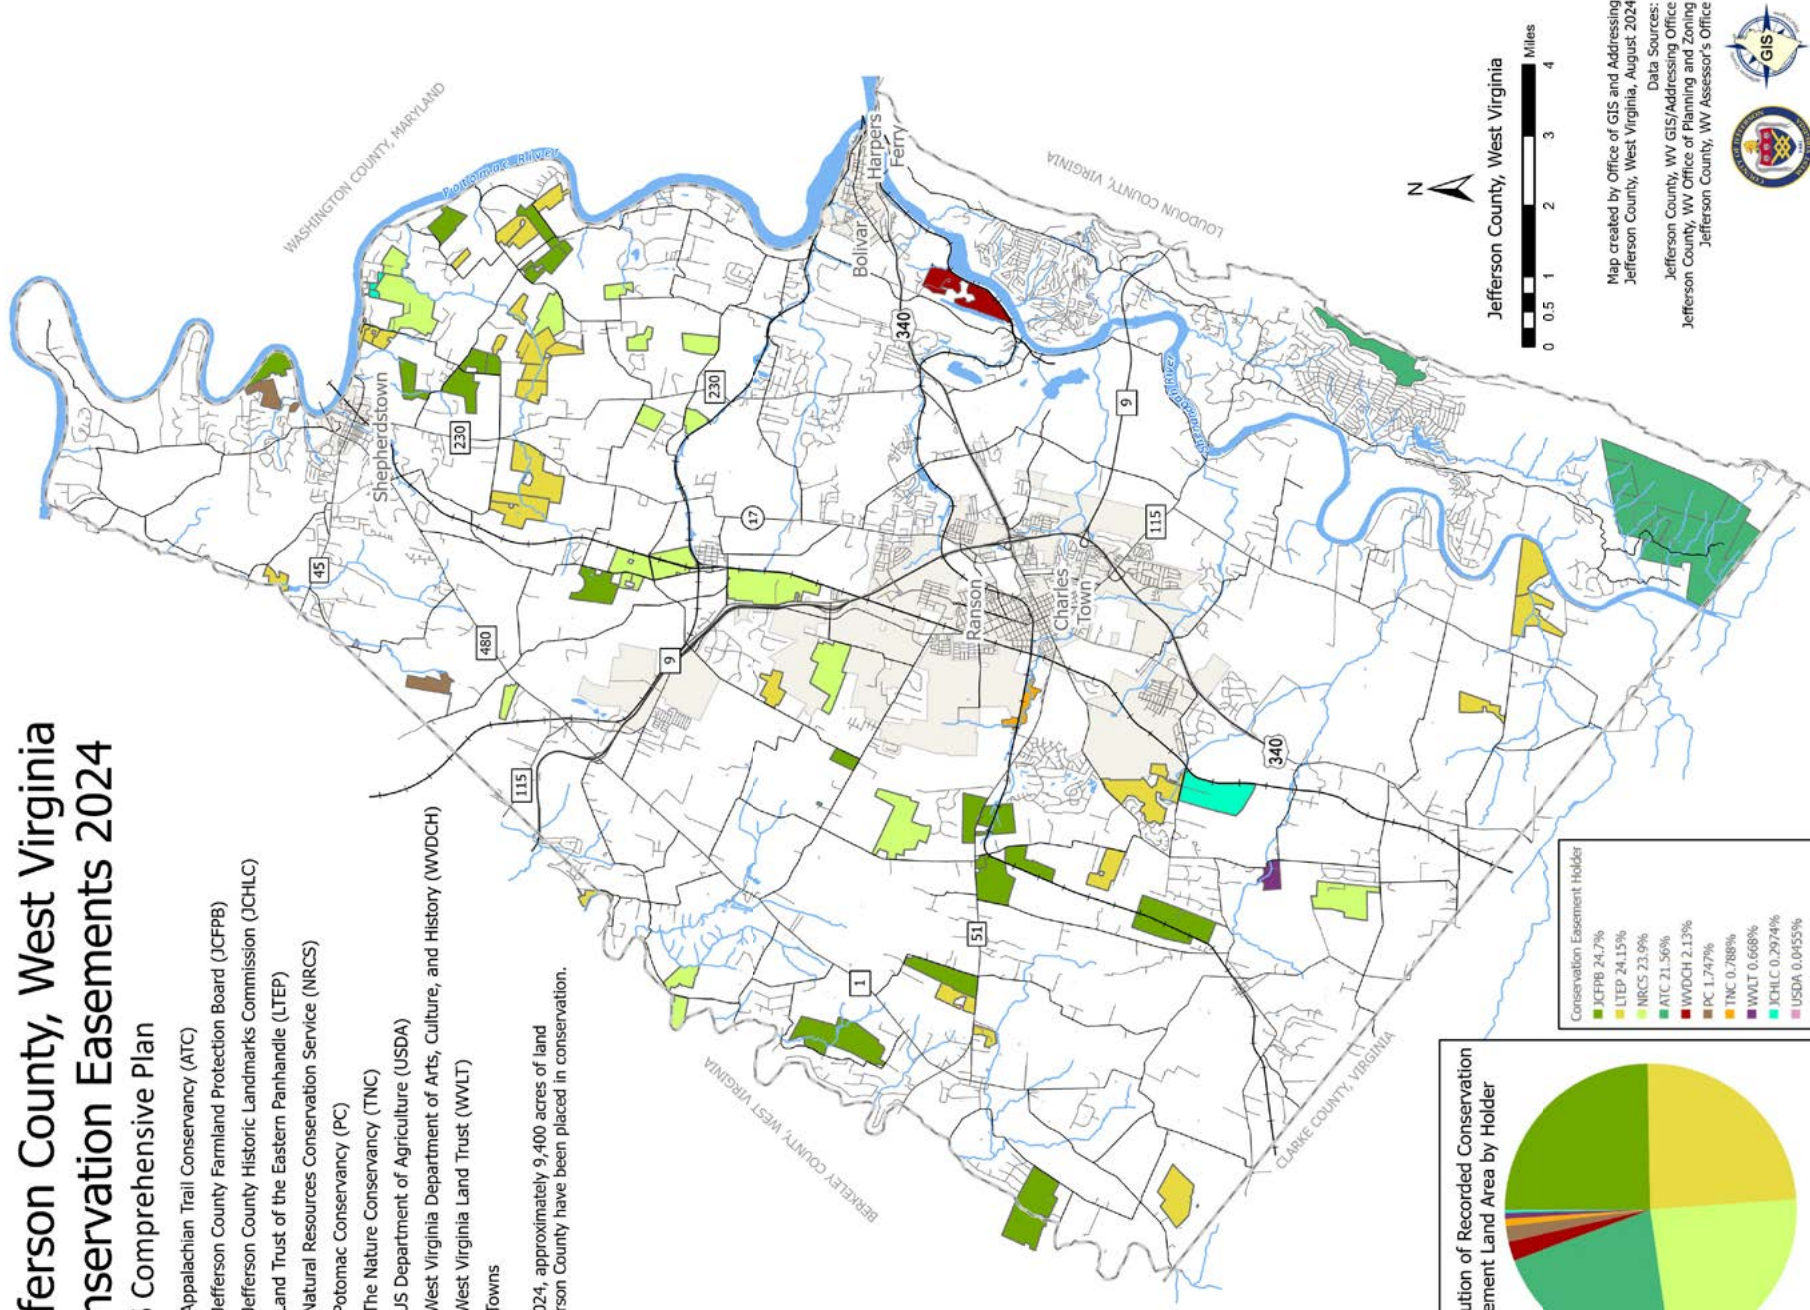 ferson County, West Virginia
nservation Easements 2024
Comprehensive Plan
Appalachian Trail Conservancy (ATC)
Jefferson County Farmland Protection Board (JCFPB)
Jefferson County Historic Landmarks Commission (JCHLC)
Land Trust of the Eastern Panhandle (LTEP)
Natural Resources Conservation Service (NRCS)
Potomac Conservancy (PC)
The Nature Conservancy (TNC)
US Department of Agriculture (USDA)
West Virginia Department of Arts, Culture, and History (WVDCH)
West Virginia Land Trust (WVLT)
Towns
024, approximately 9,400 acres of land
rson County have been placed in conservation.
WASHINGTON COUNTY, MARYLAND
Potomac River
Shepherdstown
230
45
480
115
9
17
230
Bolivar
Harpers
Ferry
340
LOUDOUN COUNTY, VIRGINIA
9
Shenandoah River
115
Ranson
Charles
Town
340
51
1
BERKELEY COUNTY, WEST VIRGINIA
CLARKE COUNTY, VIRGINIA
N
Jefferson County, West Virginia
0 0.5 1 2 3 4 Miles
Map created by Office of GIS and Addressing
Jefferson County, West Virginia, August 2024
Data Sources:
Jefferson County, WV GIS/Addressing Office
Jefferson County, WV Office of Planning and Zoning
Jefferson County, WV Assessor's Office
GIS
Conservation Easement Holder
JCFPB 24.7%
LTEP 24.15%
NRCS 23.9%
ATC 21.56%
WVDCH 2.13%
PC 1.747%
TNC 0.788%
WVLT 0.668%
JCHLC 0.2974%
USDA 0.0455%
ution of Recorded Conservation
ement Land Area by Holder